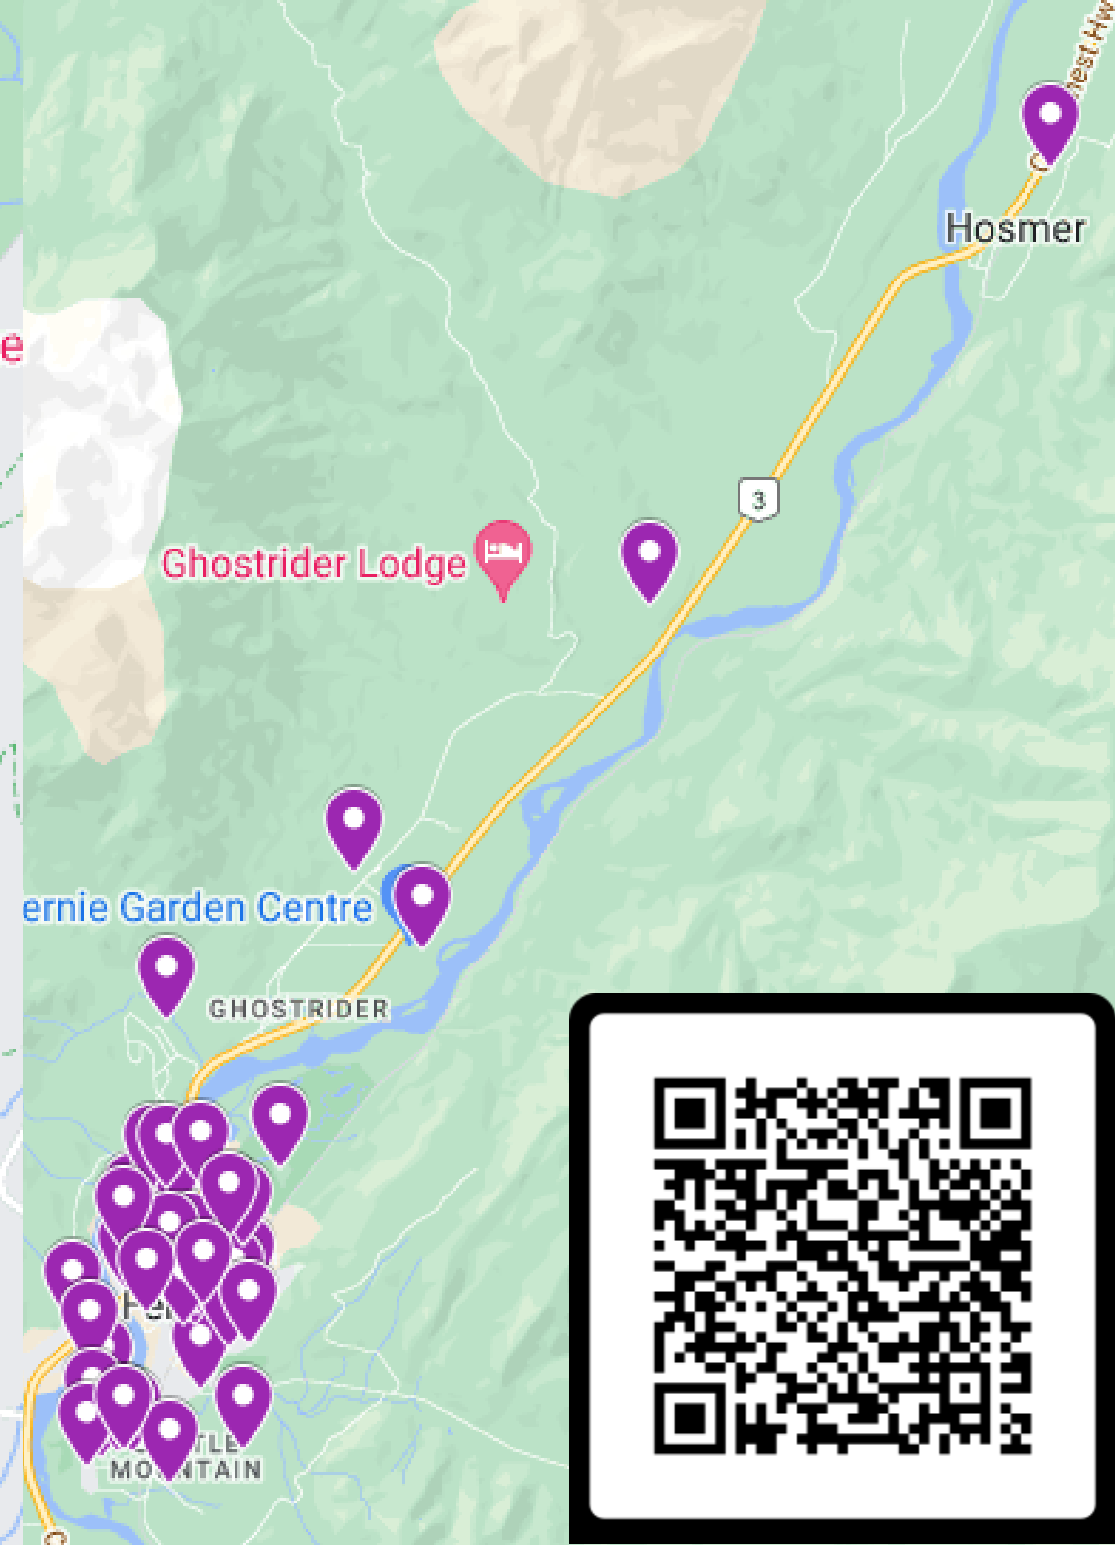 Hosmer
3
Ghostrider Lodge
ernie Garden Centre
GHOSTRIDER
MOUNTAIN